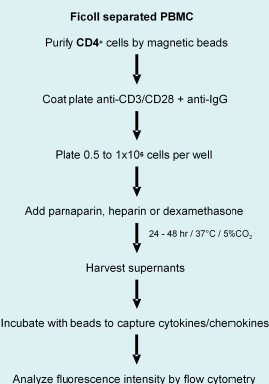 Ficoll separated PBMC
Purify CD4+ cells by magnetic beads
Coat plate anti-CD3/CD28 + anti-IgG
Plate 0.5 to 1x10⁶ cells per well
Add parnaparin, heparin or dexamethasone
24 - 48 hr / 37°C / 5%CO₂
Harvest supernants
Incubate with beads to capture cytokines/chemokines
Analyze fluorescence intensity by flow cytometry